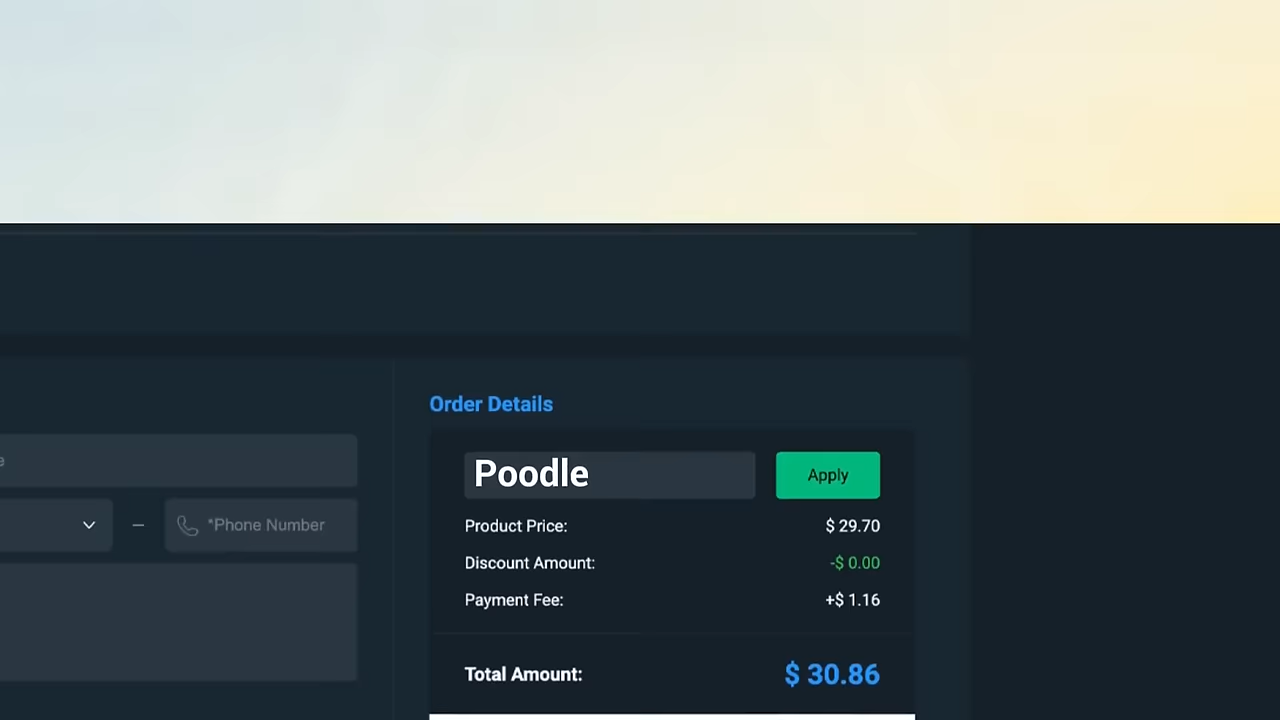 Order Details
Poodle Apply
e
*Phone Number
Product Price: $ 29.70
Discount Amount: -$ 0.00
Payment Fee: +$ 1.16
Total Amount: $ 30.86